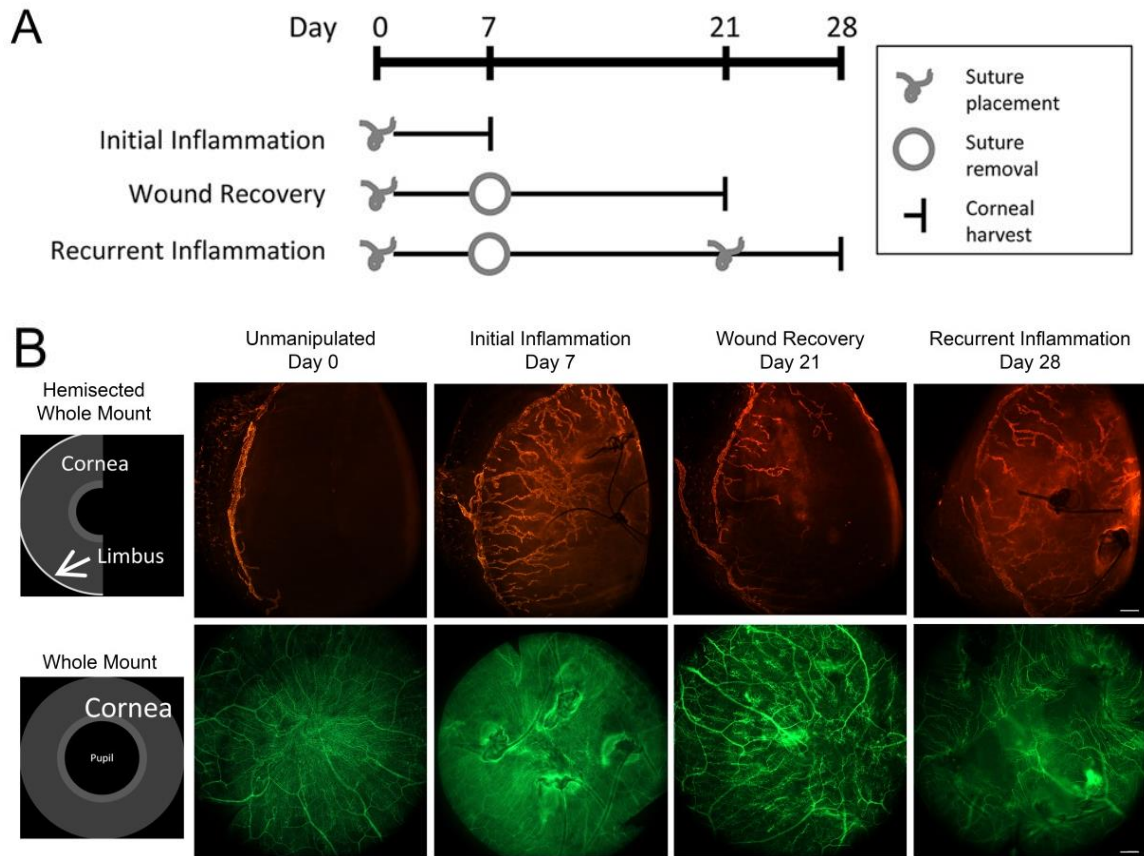 A
Day 0 7 21 28
Initial Inflammation
Wound Recovery
Recurrent Inflammation
Suture
placement
Suture
removal
Corneal
harvest
B
Hemisected
Whole Mount
Cornea
Limbus
Unmanipulated
Day 0
Initial Inflammation
Day 7
Wound Recovery
Day 21
Recurrent Inflammation
Day 28
Whole Mount
Cornea
Pupil